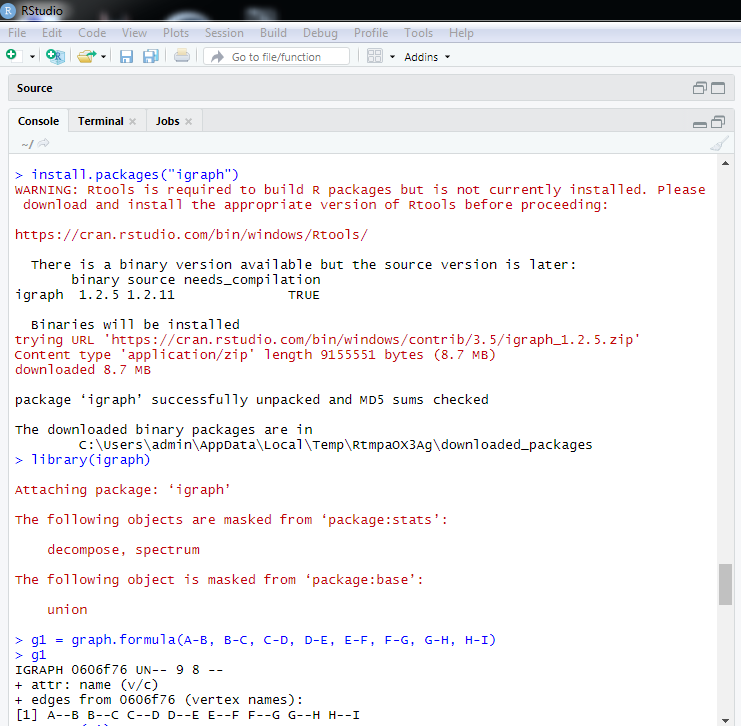 RStudio
File Edit Code View Plots Session Build Debug Profile Tools Help
Go to file/function Addins
Source
Console Terminal Jobs
~/
> install.packages("igraph")
WARNING: Rtools is required to build R packages but is not currently installed. Please
download and install the appropriate version of Rtools before proceeding:
https://cran.rstudio.com/bin/windows/Rtools/
There is a binary version available but the source version is later:
binary source needs_compilation
igraph 1.2.5 1.2.11 TRUE
Binaries will be installed
trying URL 'https://cran.rstudio.com/bin/windows/contrib/3.5/igraph_1.2.5.zip'
Content type 'application/zip' length 9155551 bytes (8.7 MB)
downloaded 8.7 MB
package ‘igraph’ successfully unpacked and MD5 sums checked
The downloaded binary packages are in
C:\Users\admin\AppData\Local\Temp\RtmpaOX3Ag\downloaded_packages
> library(igraph)
Attaching package: ‘igraph’
The following objects are masked from ‘package:stats’:
decompose, spectrum
The following object is masked from ‘package:base’:
union
> g1 = graph.formula(A-B, B-C, C-D, D-E, E-F, F-G, G-H, H-I)
> g1
IGRAPH 0606f76 UN-- 9 8 --
+ attr: name (v/c)
+ edges from 0606f76 (vertex names):
[1] A--B B--C C--D D--E E--F F--G G--H H--I